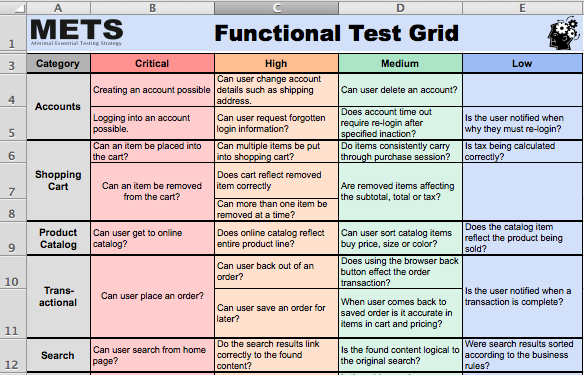 A B C D E
1 METS Functional Test Grid
Minimal Essential Testing Strategy
3 Category Critical High Medium Low
4 Accounts Creating an account possible
Can user change account
details such as shipping
address.
Can user delete an account?
5 Logging into an account
possible.
Can user request forgotten
login information?
Does account time out
require re-login after
specified inaction?
Is the user notified when
why they must re-login?
6 Shopping
Cart
Can an item be placed into
the cart?
Can multiple items be put
into shopping cart?
Do items consistently carry
through purchase session?
Is tax being calculated
correctly?
7 Can an item be removed
from the cart?
Does cart reflect removed
item correctly
Are removed items affecting
the subtotal, total or tax?
8 Can more than one item be
removed at a time?
9 Product
Catalog
Can user get to online
catalog?
Does online catalog reflect
entire product line?
Can user sort catalog items
buy price, size or color?
Does the catalog item
reflect the product being
sold?
10 Trans-
actional
Can user place an order?
Can user back out of an
order?
Does using the browser back
button effect the order
transaction?
Is the user notified when a
transaction is complete?
11 Can user save an order for
later?
When user comes back to
saved order is it accurate in
items in cart and pricing?
12 Search
Can user search from home
page?
Do the search results link
correctly to the found
content?
Is the found content logical to
the original search?
Were search results sorted
according to the business
rules?